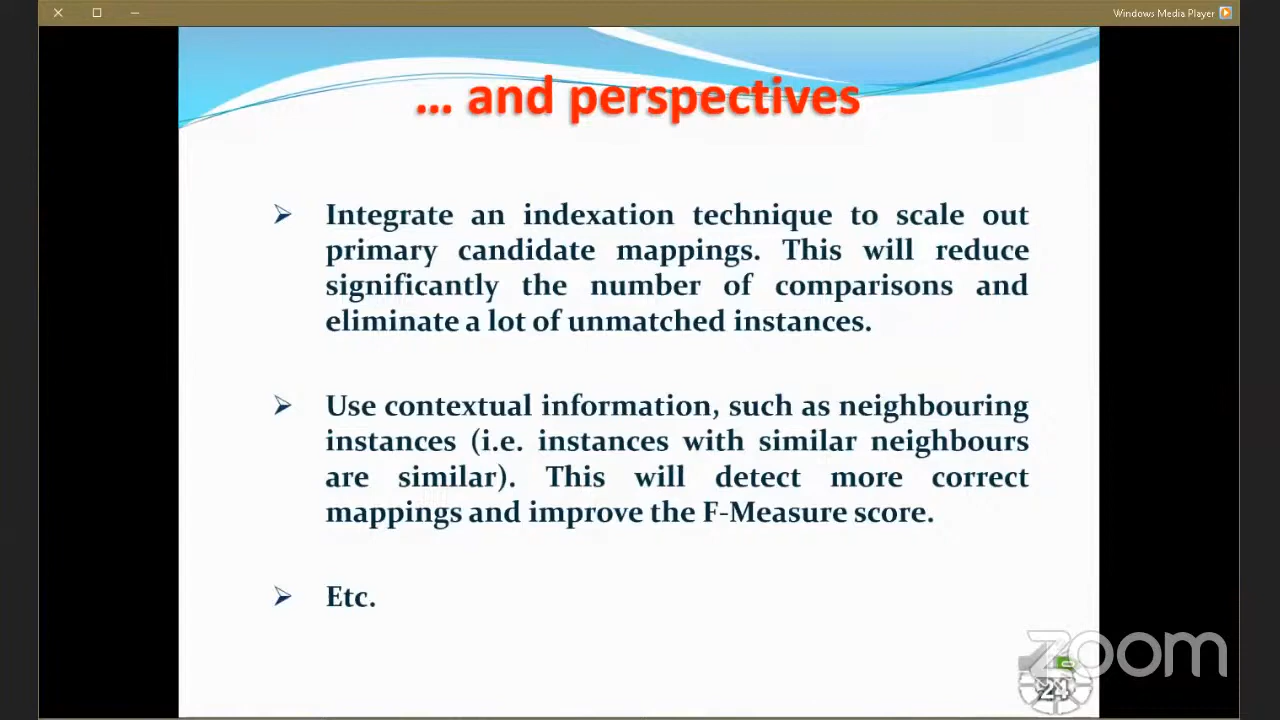 Windows Media Player
... and perspectives
Integrate an indexation technique to scale out
primary candidate mappings. This will reduce
significantly the number of comparisons and
eliminate a lot of unmatched instances.
Use contextual information, such as neighbouring
instances (i.e. instances with similar neighbours
are similar). This will detect more correct
mappings and improve the F-Measure score.
Etc.
zoom
24